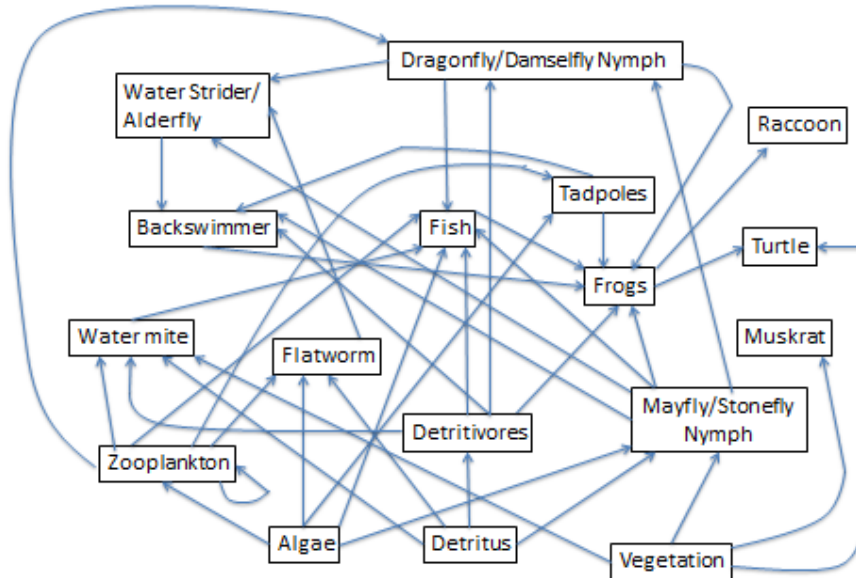 Dragonfly/Damselfly Nymph
Water Strider/
Alderfly
Raccoon
Tadpoles
Backswimmer
Fish
Turtle
Frogs
Water mite
Flatworm
Muskrat
Mayfly/Stonefly
Nymph
Detritivores
Zooplankton
Algae
Detritus
Vegetation